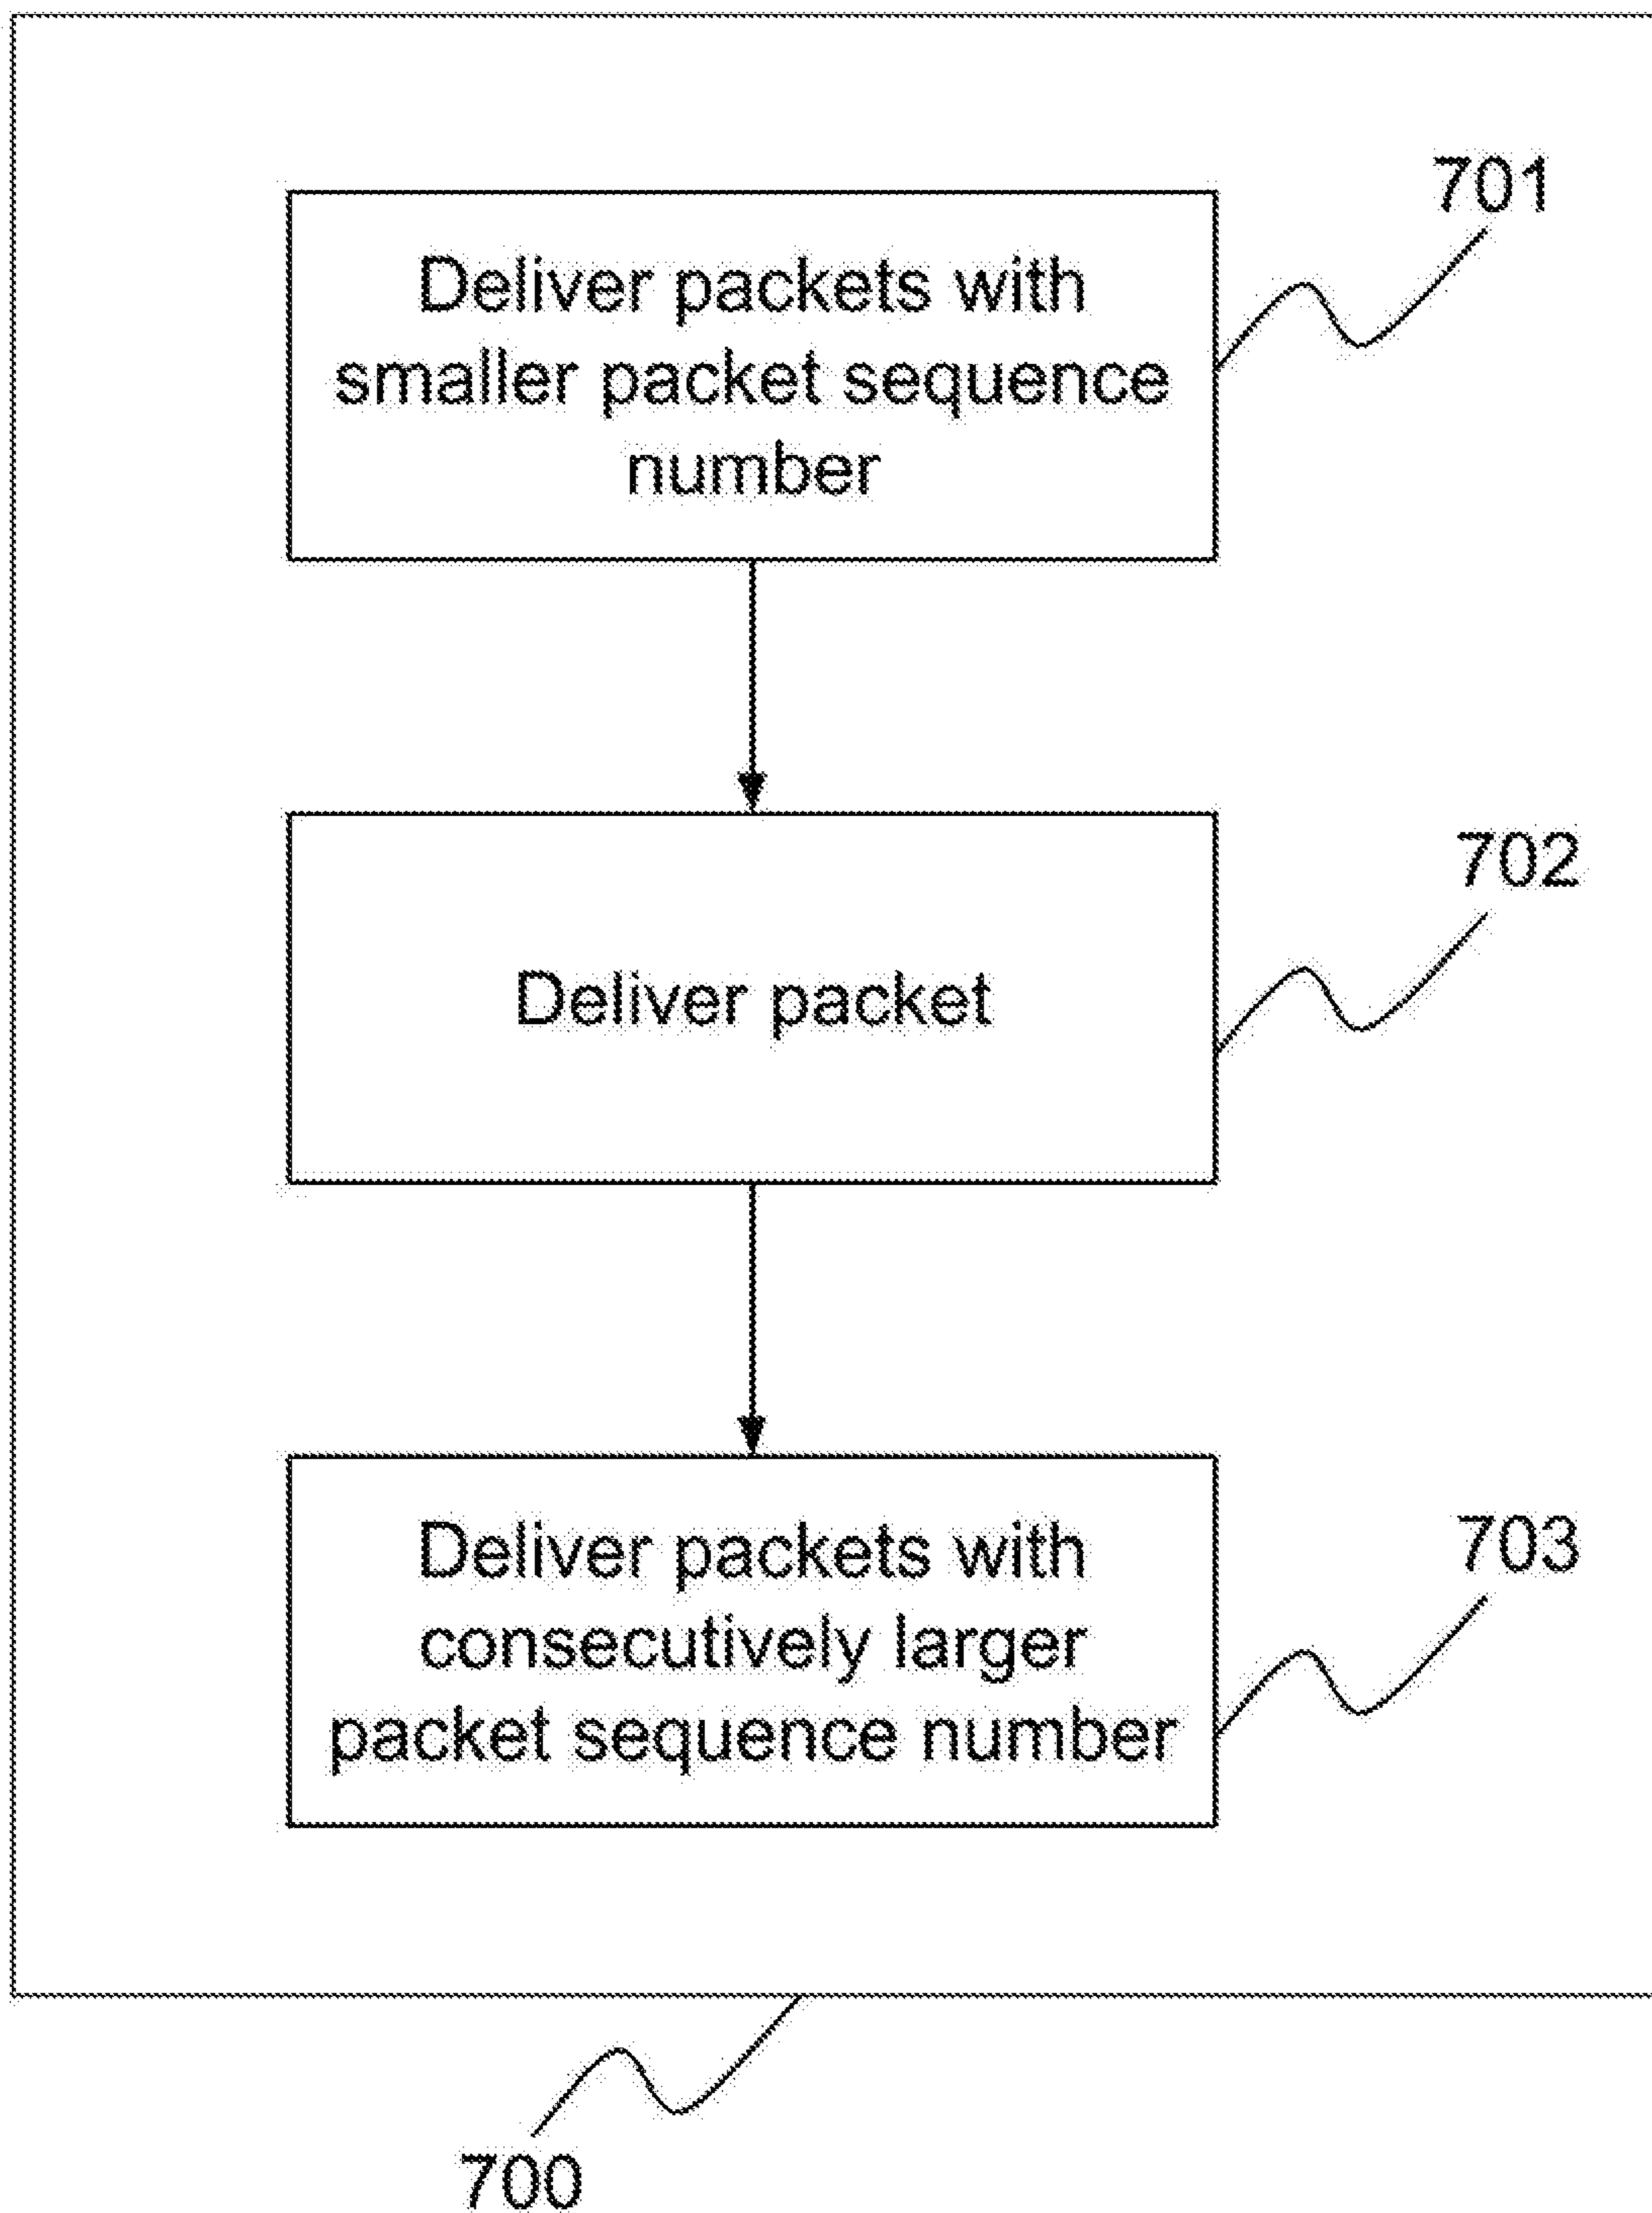 701
Deliver packets with
smaller packet sequence
number
702
Deliver packet
703
Deliver packets with
consecutively larger
packet sequence number
700